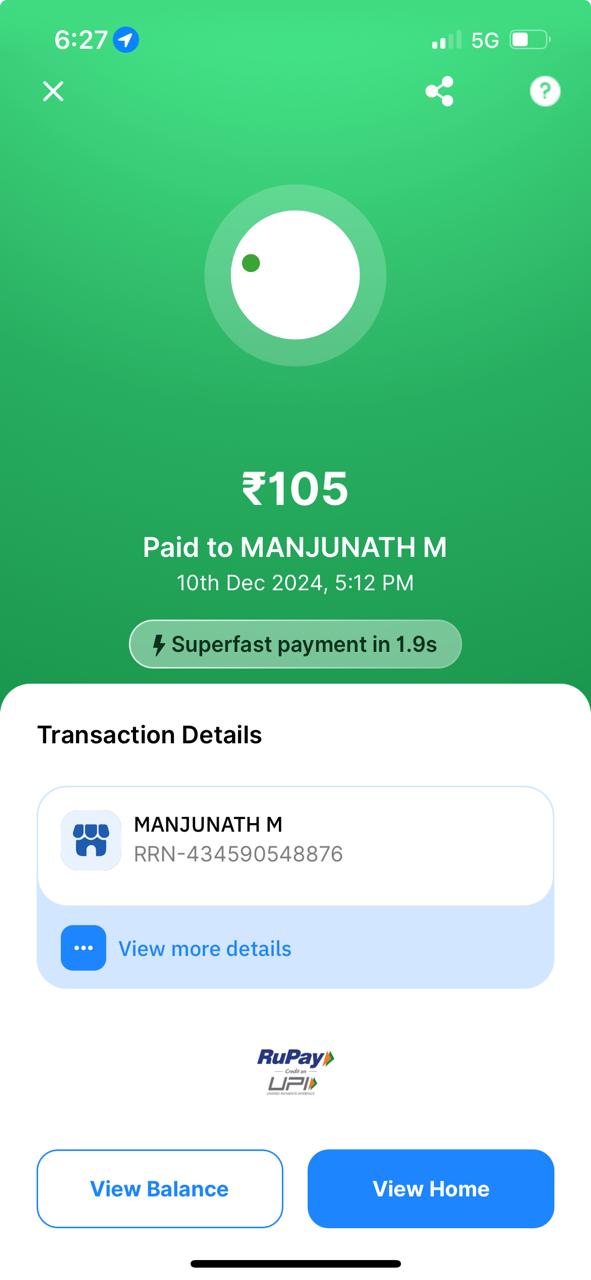 6:27
5G
?
₹105
Paid to MANJUNATH M
10th Dec 2024, 5:12 PM
Superfast payment in 1.9s
Transaction Details
MANJUNATH M
RRN-434590548876
View more details
RuPay
Credit on
UPI
UNIFIED PAYMENTS INTERFACE
View Balance
View Home